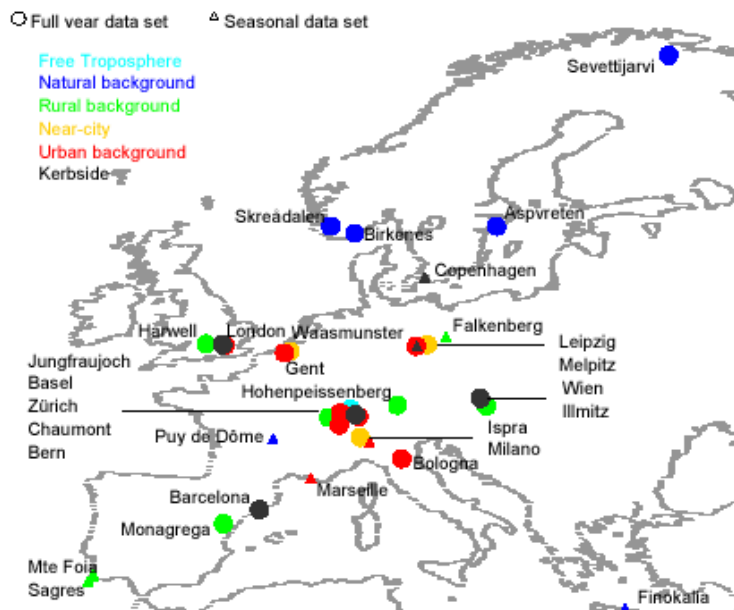 Full year data set
Seasonal data set
Free Troposphere
Natural background
Rural background
Near-city
Urban background
Kerbside
Sevettijarvi
Skreådalen
Birkenes
Aspvreten
Copenhagen
Harwell
London
Waasmunster
Falkenberg
Gent
Leipzig
Melpitz
Wien
Illmitz
Jungfraujoch
Basel
Zürich
Chaumont
Bern
Hohenpeissenberg
Puy de Dôme
Ispra
Milano
Bologna
Marseille
Barcelona
Monagrega
Mte Foia
Sagres
Finokalia